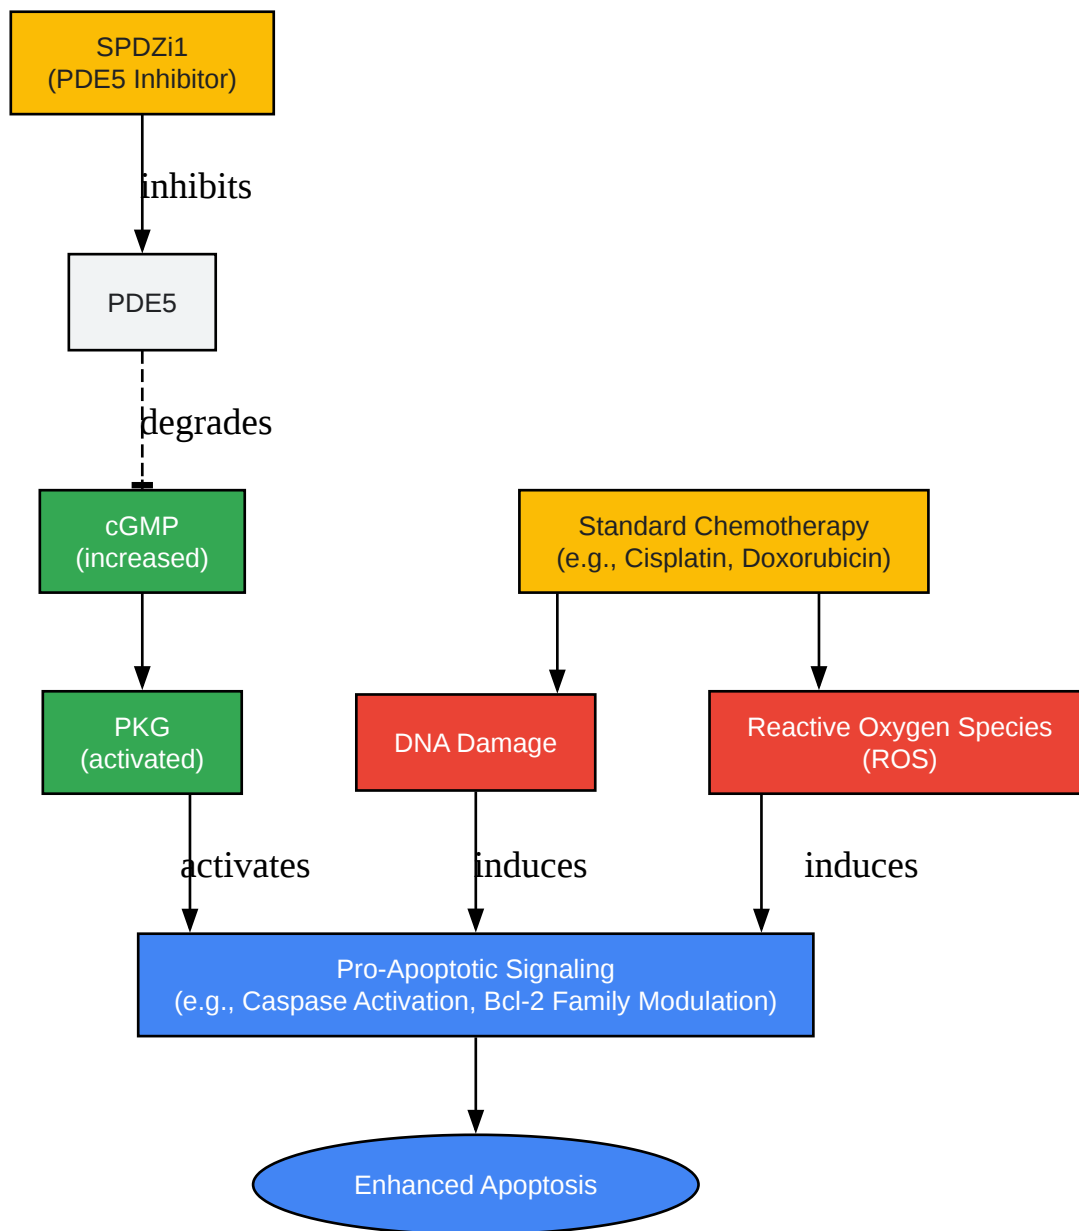 SPDZi1
(PDE5 Inhibitor)
inhibits
PDE5
degrades
cGMP
(increased)
Standard Chemotherapy
(e.g., Cisplatin, Doxorubicin)
PKG
(activated)
DNA Damage
Reactive Oxygen Species
(ROS)
activates
induces
induces
Pro-Apoptotic Signaling
(e.g., Caspase Activation, Bcl-2 Family Modulation)
Enhanced Apoptosis